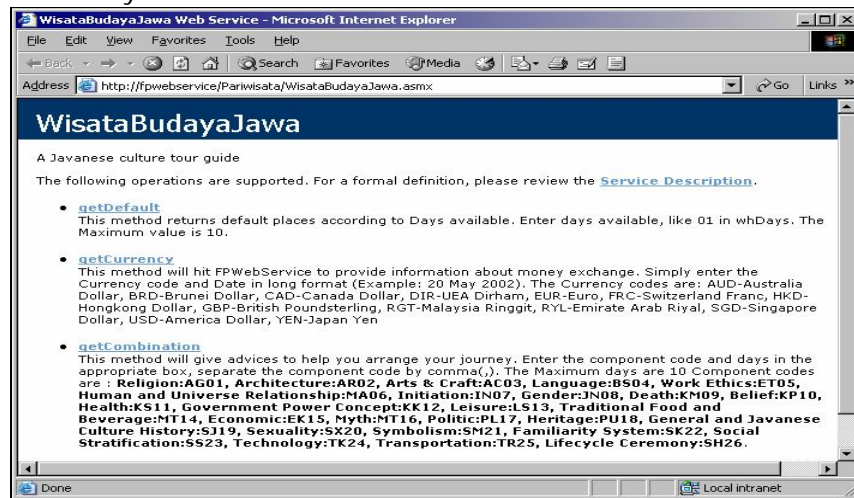 WisataBudayaJawa Web Service - Microsoft Internet Explorer
File Edit View Favorites Tools Help
Back Search Favorites Media
Address http://fpwebservice/Pariwisata/WisataBudayaJawa.asmx Go Links »
WisataBudayaJawa
A Javanese culture tour guide
The following operations are supported. For a formal definition, please review the Service Description.
• getDefault
This method returns default places according to Days available. Enter days available, like 01 in whDays. The
Maximum value is 10.
• getCurrency
This method will hit FPWebService to provide information about money exchange. Simply enter the
Currency code and Date in long format (Example: 20 May 2002). The Currency codes are: AUD-Australia
Dollar, BRD-Brunei Dollar, CAD-Canada Dollar, DIR-UEA Dirham, EUR-Euro, FRC-Switzerland Franc, HKD-
Hongkong Dollar, GBP-British Poundsterling, RGT-Malaysia Ringgit, RYL-Emirate Arab Riyal, SGD-Singapore
Dollar, USD-America Dollar, YEN-Japan Yen
• getCombination
This method will give advices to help you arrange your journey. Enter the component code and days in the
appropriate box, separate the component code by comma(,). The Maximum days are 10 Component codes
are : Religion:AG01, Architecture:AR02, Arts & Craft:AC03, Language:BS04, Work Ethics:ET05,
Human and Universe Relationship:MA06, Initiation:IN07, Gender:JN08, Death:KM09, Belief:KP10,
Health:KS11, Government Power Concept:KK12, Leisure:LS13, Traditional Food and
Beverage:MT14, Economic:EK15, Myth:MT16, Politic:PL17, Heritage:PU18, General and Javanese
Culture History:SJ19, Sexuality:SX20, Symbolism:SM21, Familiarity System:SK22, Social
Stratification:SS23, Technology:TK24, Transportation:TR25, Lifecycle Ceremony:SH26.
Done Local intranet